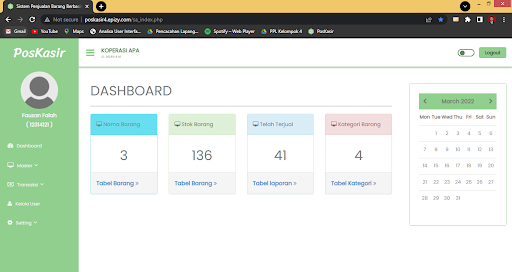 Sistem Penjualan Barang Berbasi
Not secure | poskasir4.epizy.com/sa_index.php
Gmail
YouTube
Maps
Analisa User Interfa...
Pencacahan Lapang...
Spotify – Web Player
PPL Kelompok 4
PosKasir
PosKasir
KOPERASI APA
Logout
Fauzan Falah
Dashboard
Master
Transaksi
Kelola User
Setting
DASHBOARD
Nama Barang
3
Tabel Barang »
Stok Barang
136
Tabel Barang »
Telah Terjual
41
Tabel laporan »
Kategori Barang
4
Tabel Kategori »
March 2022
Mon Tue Wed Thu Fri Sat Sun
1 2 3 4 5 6
7 8 9 10 11 12 13
14 15 16 17 18 19 20
21 22 23 24 25 26 27
28 29 30 31